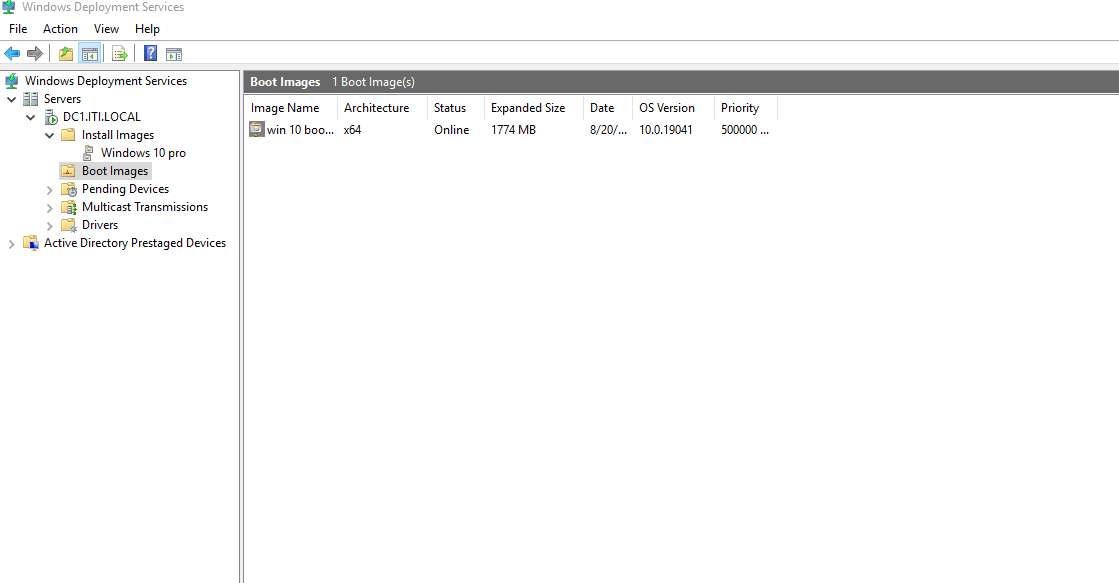 Windows Deployment Services
File Action View Help
Windows Deployment Services
Servers
DC1.ITI.LOCAL
Install Images
Windows 10 pro
Boot Images
Pending Devices
Multicast Transmissions
Drivers
Active Directory Prestaged Devices
Boot Images 1 Boot Image(s)
Image Name Architecture Status Expanded Size Date OS Version Priority
win 10 boo... x64 Online 1774 MB 8/20/... 10.0.19041 500000 ...